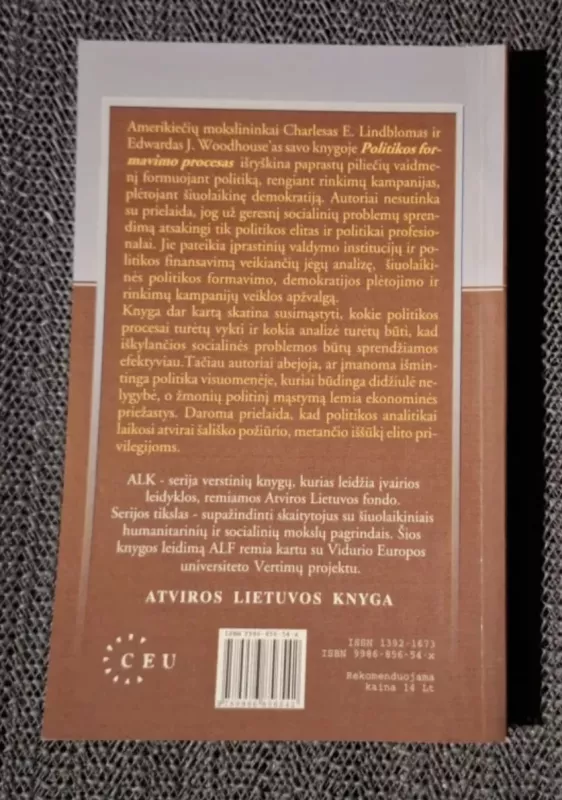 Amerikiečių mokslininkai Charlesas E. Lindblomas ir
Edwardas J. Woodhouse'as savo knygoje Politikos for-
mavimo procesas išryškina paprastų piliečių vaidme-
nį formuojant politiką, rengiant rinkimų kampanijas,
plėtojant šiuolaikinę demokratiją. Autoriai nesutinka
su prielaida, jog už geresnį socialinių problemų spren-
dimą atsakingi tik politikos elitas ir politikai profesio-
nalai. Jie pateikia įprastinių valdymo institucijų ir po-
litikos finansavimą veikiančių jėgų analizę, šiuolaiki-
nės politikos formavimo, demokratijos plėtojimo ir
rinkimų kampanijų veiklos apžvalgą.
Knyga dar kartą skatina susimąstyti, kokie politikos
procesai turėtų vykti ir kokia analizė turėtų būti, kad
iškylančios socialinės problemos būtų sprendžiamos
efektyviau. Tačiau autoriai abejoja, ar įmanoma išmin-
tinga politika visuomenėje, kuriai būdinga didžiulė ne-
lygybė, o žmonių politinį mąstymą lemia ekonominės
priežastys. Daroma prielaida, kad politikos analitikai
laikosi atvirai šališko požiūrio, metančio iššūkį elito pri-
vilegijoms.
ALK - serija verstinių knygų, kurias leidžia įvairios
leidyklos, remiamos Atviros Lietuvos fondo.
Serijos tikslas - supažindinti skaitytojus su šiuolaikiniais
humanitarinių ir socialinių mokslų pagrindais. Šios
knygos leidimą ALF remia kartu su Vidurio Europos
universiteto Vertimų projektu.
ATVIROS LIETUVOS KNYGA
CEU
ISBN 9986-856-54-X
ISSN 1392-1673
ISBN 9986-856-54-X
Rekomenduojama
kaina 14 Lt